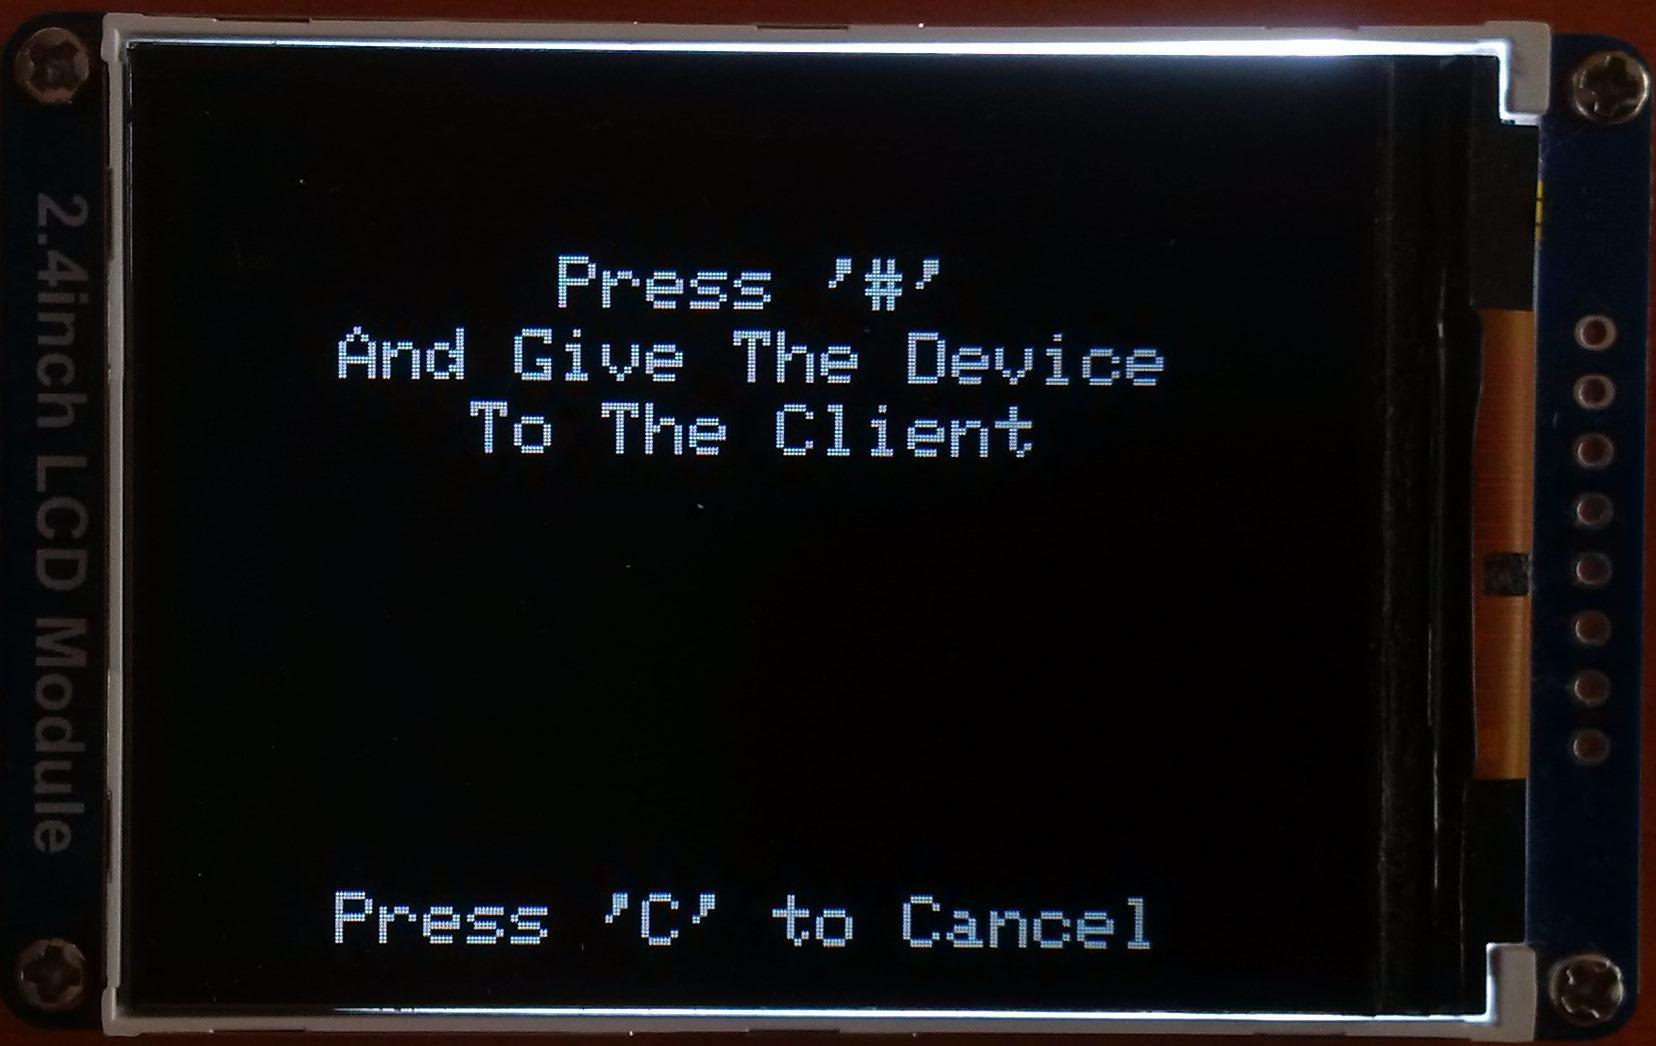 Press '#'
And Give The Device
To The Client
Press 'C' to Cancel
2.4inch LCD Module